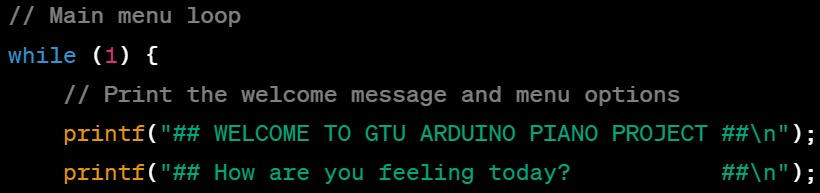 // Main menu loop
while (1) {
    // Print the welcome message and menu options
    printf("## WELCOME TO GTU ARDUINO PIANO PROJECT ##\n");
    printf("## How are you feeling today?           ##\n");